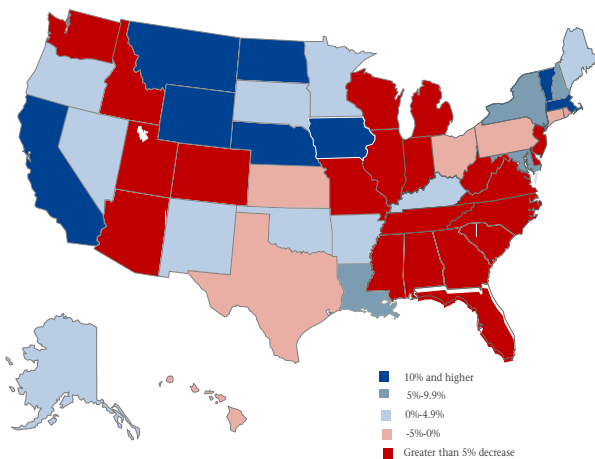 10% and higher
5%-9.9%
0%-4.9%
-5%-0%
Greater than 5% decrease